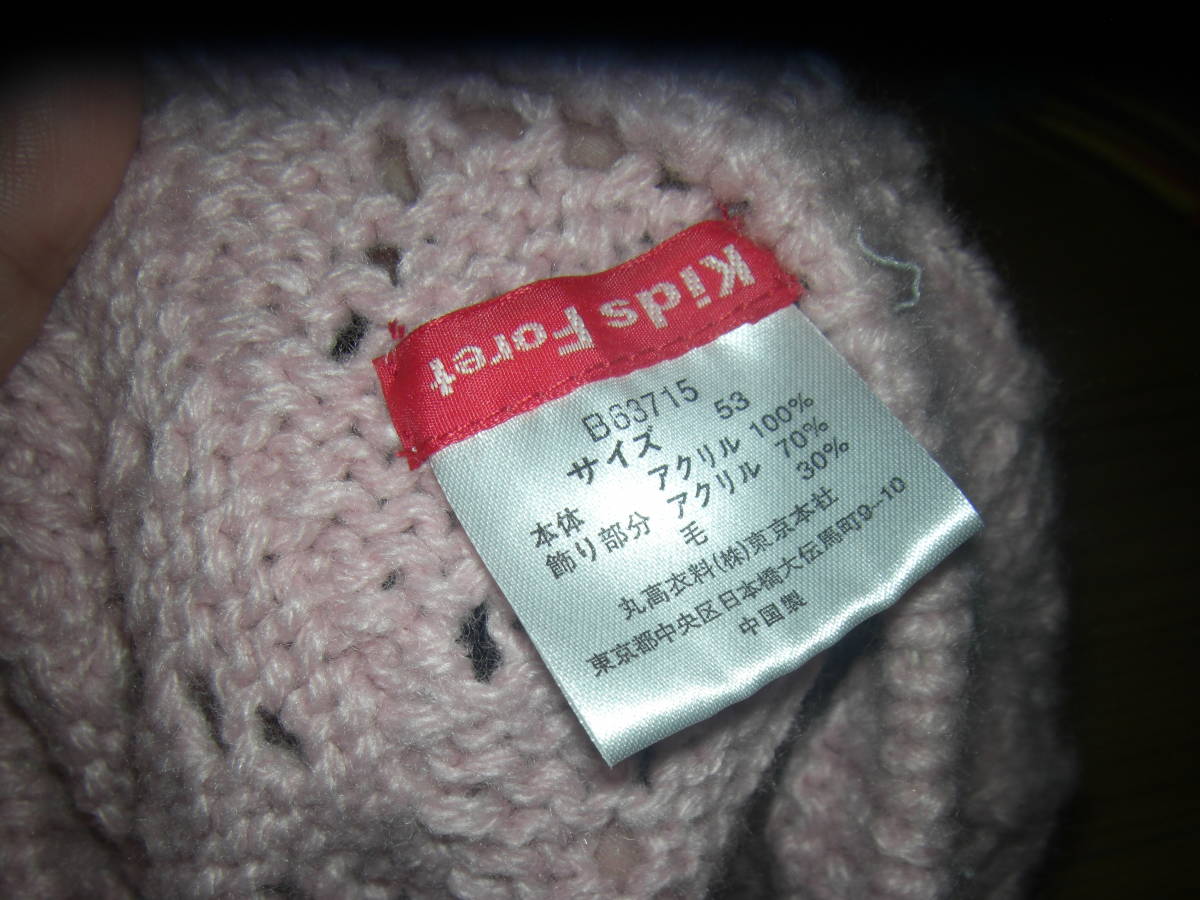 Kids Foret
B63715
サイズ 53
本体 アクリル 100%
飾り部分 アクリル 70%
毛 30%
丸高衣料(株)東京本社
東京都中央区日本橋大伝馬町9-10
中国製